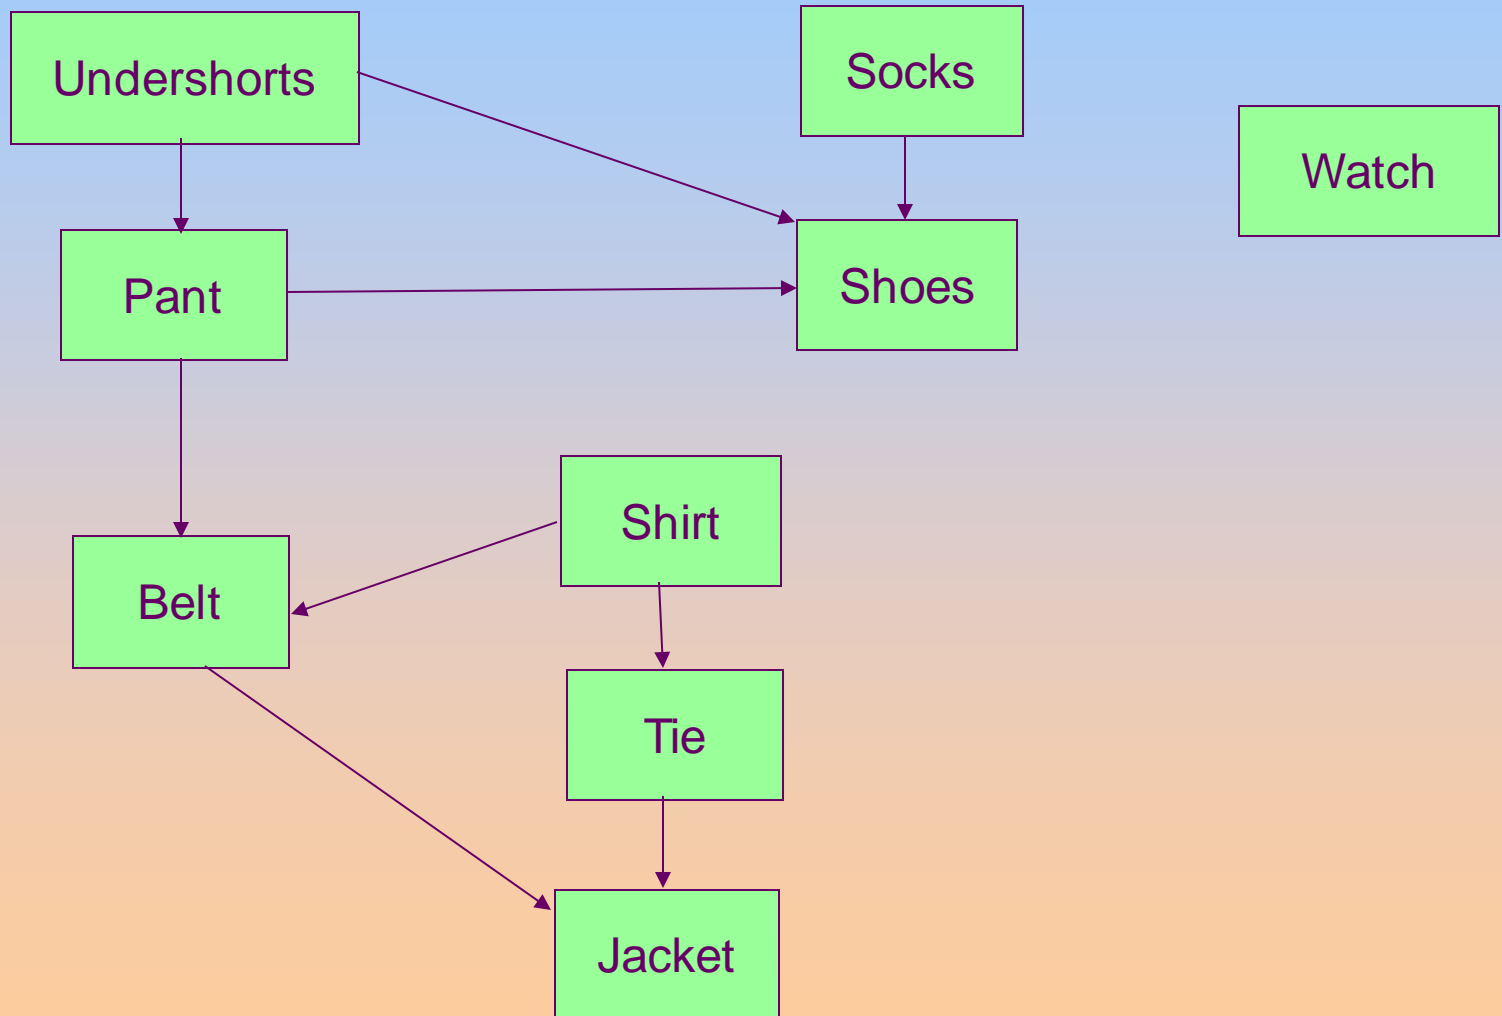 Undershorts
Socks
Watch
Pant
Shoes
Shirt
Belt
Tie
Jacket